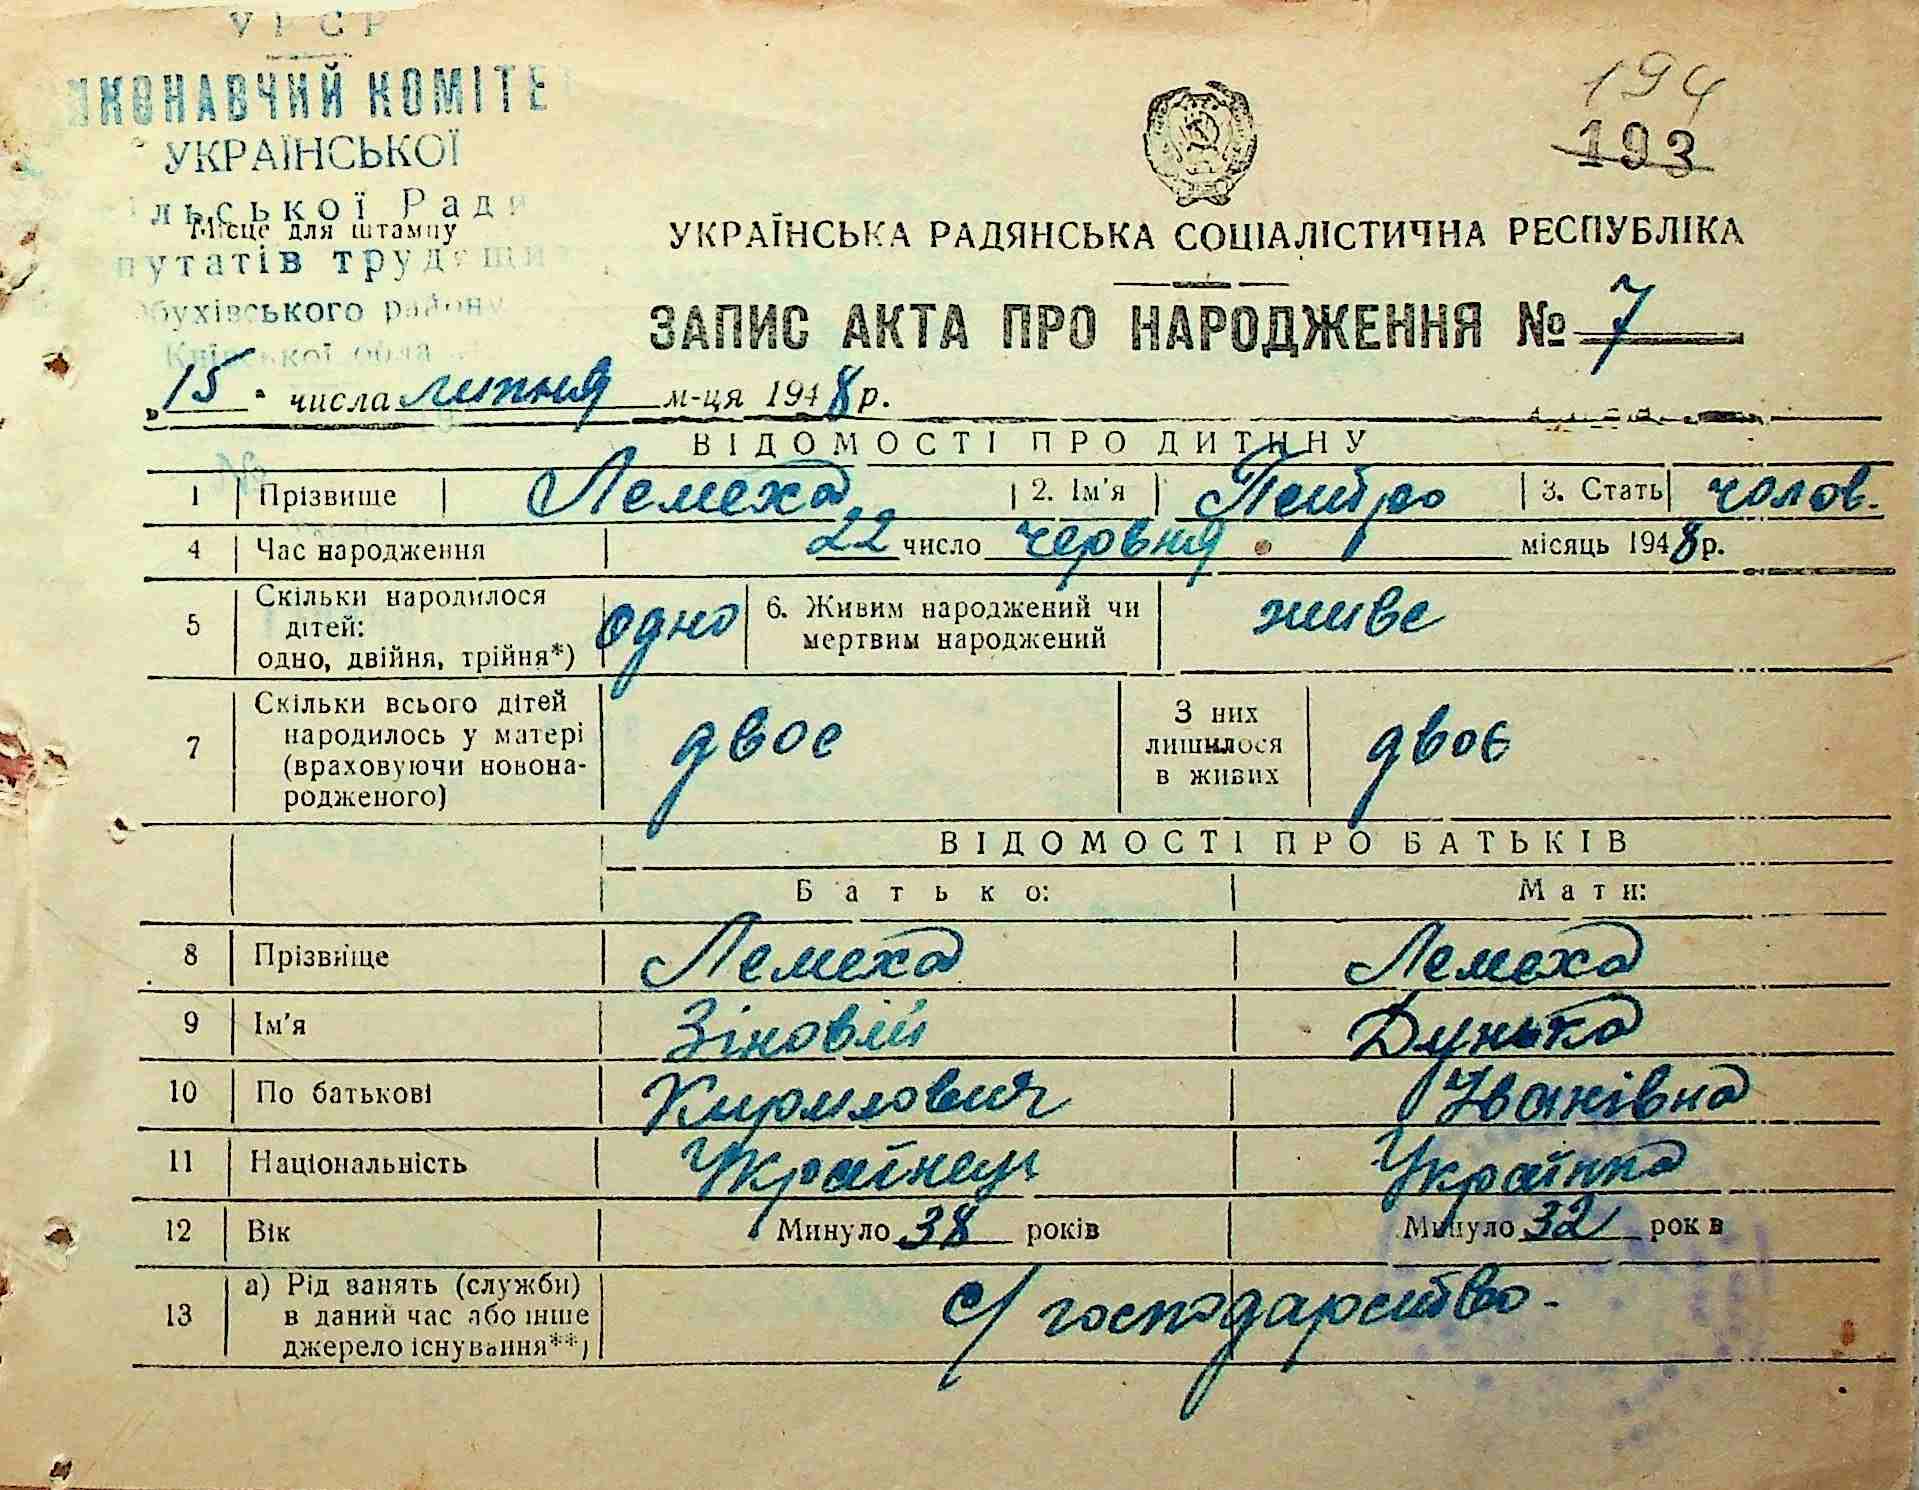 УРСР
ВИКОНАВЧИЙ КОМІТЕ
УКРАЇНСЬКОЇ
ільської Ради
Місце для штампу
путатів трудящи
обухівського району
Київської обла
194
193
УКРАЇНСЬКА РАДЯНСЬКА СОЦІАЛІСТИЧНА РЕСПУБЛІКА
ЗАПИС АКТА ПРО НАРОДЖЕННЯ № 7
„15" числа липня м-ця 1948 р.
ВІДОМОСТІ ПРО ДИТИНУ
1 Прізвище Лемеха 2. Ім'я Петро 3. Стать чолов.
4 Час народження 22 число червня місяць 1948 р.
5 Скільки народилося дітей: одно, двійня, трійня*) одно 6. Живим народжений чи мертвим народжений живе
7 Скільки всього дітей народилось у матері (враховуючи новонародженого) двоє З них лишилося в живих двоє
ВІДОМОСТІ ПРО БАТЬКІВ
Батько: Мати:
8 Прізвище Лемеха Лемеха
9 Ім'я Зіновій Дунька
10 По батькові Кирилович Іванівна
11 Національність Українець Українка
12 Вік Минуло 38 років Минуло 32 рок в
13 а) Рід занять (служби) в даний час або інше джерело існування**) с/господарство.